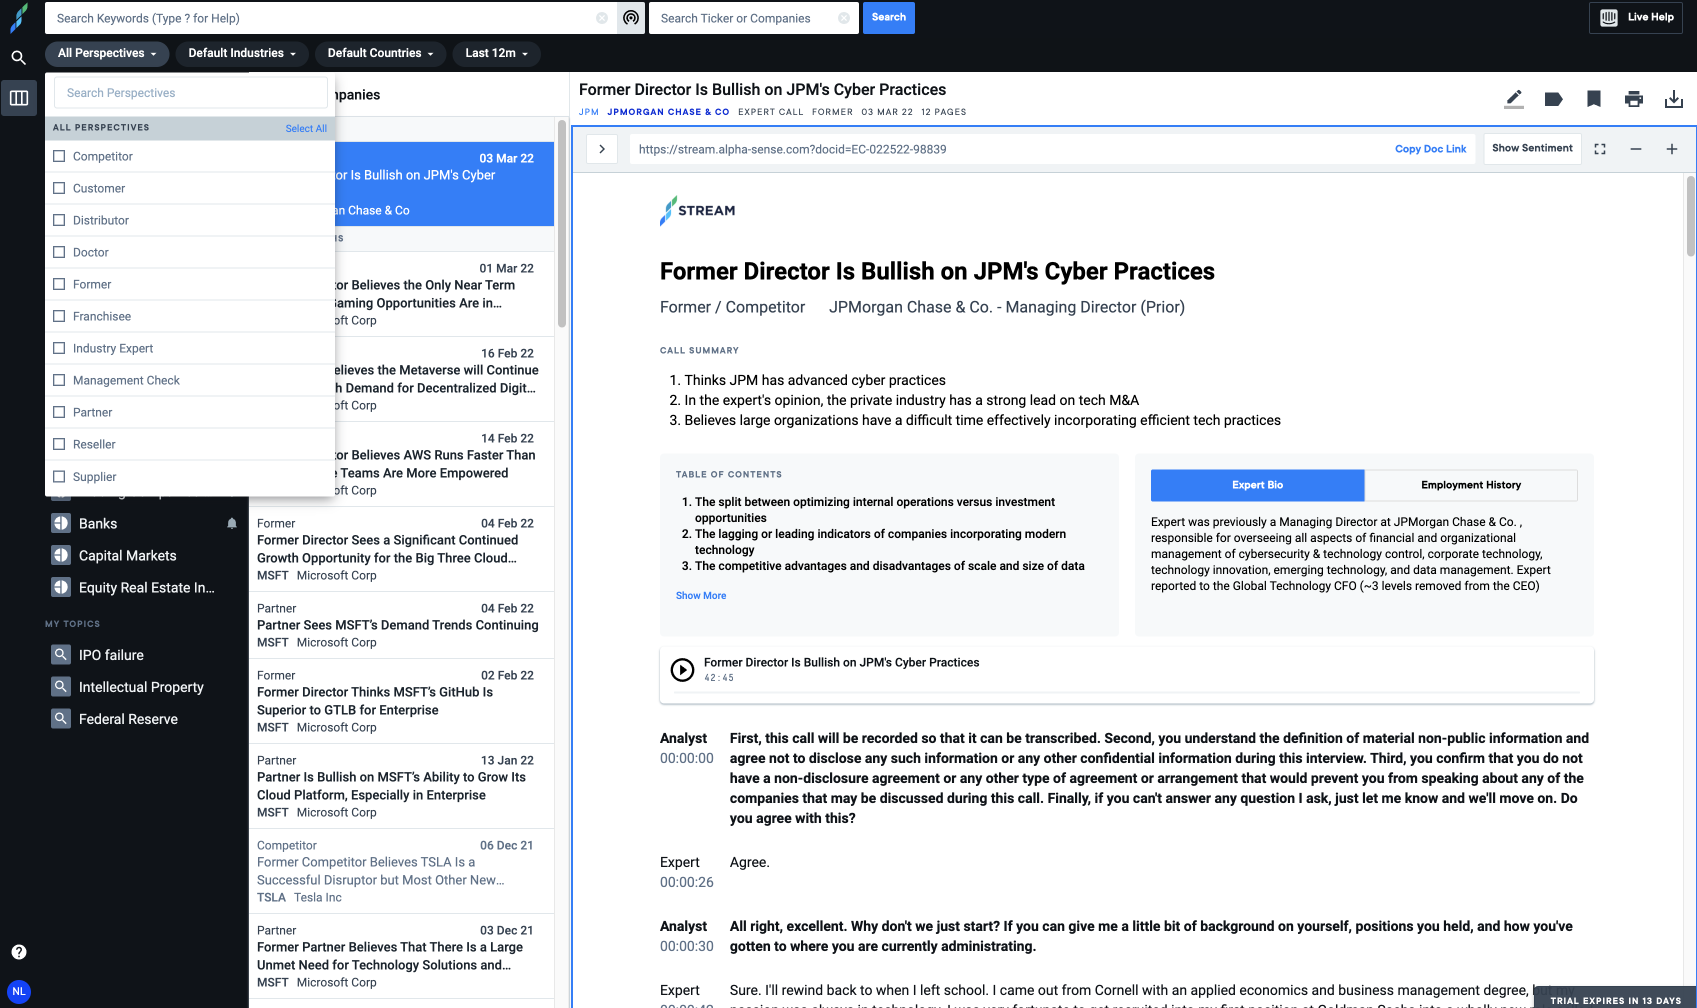 Search Keywords (Type ? for Help)
Search Ticker or Companies
Search
Live Help
All Perspectives
Default Industries
Default Countries
Last 12m
Search Perspectives
ALL PERSPECTIVES
Select All
Competitor
Customer
Distributor
Doctor
Former
Franchisee
Industry Expert
Management Check
Partner
Reseller
Supplier
Banks
Capital Markets
Equity Real Estate In...
MY TOPICS
IPO failure
Intellectual Property
Federal Reserve
NL
03 Mar 22
Is Bullish on JPM's Cyber
Chase & Co
01 Mar 22
Believes the Only Near Term
Opportunities Are in...
Corp
16 Feb 22
the Metaverse will Continue
Demand for Decentralized Digit...
Corp
14 Feb 22
Believes AWS Runs Faster Than
Teams Are More Empowered
Corp
Former
04 Feb 22
Former Director Sees a Significant Continued
Growth Opportunity for the Big Three Cloud...
MSFT Microsoft Corp
Partner
04 Feb 22
Partner Sees MSFT's Demand Trends Continuing
MSFT Microsoft Corp
Former
02 Feb 22
Former Director Thinks MSFT's GitHub Is
Superior to GTLB for Enterprise
MSFT Microsoft Corp
Partner
13 Jan 22
Partner Is Bullish on MSFT's Ability to Grow Its
Cloud Platform, Especially in Enterprise
MSFT Microsoft Corp
Competitor
06 Dec 21
Former Competitor Believes TSLA Is a
Successful Disruptor but Most Other New...
TSLA Tesla Inc
Partner
03 Dec 21
Former Partner Believes That There Is a Large
Unmet Need for Technology Solutions and...
MSFT Microsoft Corp
Former Director Is Bullish on JPM's Cyber Practices
JPM JPMORGAN CHASE & CO EXPERT CALL FORMER 03 MAR 22 12 PAGES
https://stream.alpha-sense.com?docid=EC-022522-98839
Copy Doc Link
Show Sentiment
STREAM
Former Director Is Bullish on JPM's Cyber Practices
Former / Competitor JPMorgan Chase & Co. - Managing Director (Prior)
CALL SUMMARY
1. Thinks JPM has advanced cyber practices
2. In the expert's opinion, the private industry has a strong lead on tech M&A
3. Believes large organizations have a difficult time effectively incorporating efficient tech practices
TABLE OF CONTENTS
1. The split between optimizing internal operations versus investment
opportunities
2. The lagging or leading indicators of companies incorporating modern
technology
3. The competitive advantages and disadvantages of scale and size of data
Show More
Expert Bio
Employment History
Expert was previously a Managing Director at JPMorgan Chase & Co. ,
responsible for overseeing all aspects of financial and organizational
management of cybersecurity & technology control, corporate technology,
technology innovation, emerging technology, and data management. Expert
reported to the Global Technology CFO (~3 levels removed from the CEO)
Former Director Is Bullish on JPM's Cyber Practices
42:45
Analyst
00:00:00
First, this call will be recorded so that it can be transcribed. Second, you understand the definition of material non-public information and
agree not to disclose any such information or any other confidential information during this interview. Third, you confirm that you do not
have a non-disclosure agreement or any other type of agreement or arrangement that would prevent you from speaking about any of the
companies that may be discussed during this call. Finally, if you can't answer any question I ask, just let me know and we'll move on. Do
you agree with this?
Expert
00:00:26
Agree.
Analyst
00:00:30
All right, excellent. Why don't we just start? If you can give me a little bit of background on yourself, positions you held, and how you've
gotten to where you are currently administrating.
Expert
Sure. I'll rewind back to when I left school. I came out from Cornell with an applied economics and business management degree,
TRIAL EXPIRES IN 13 DAYS